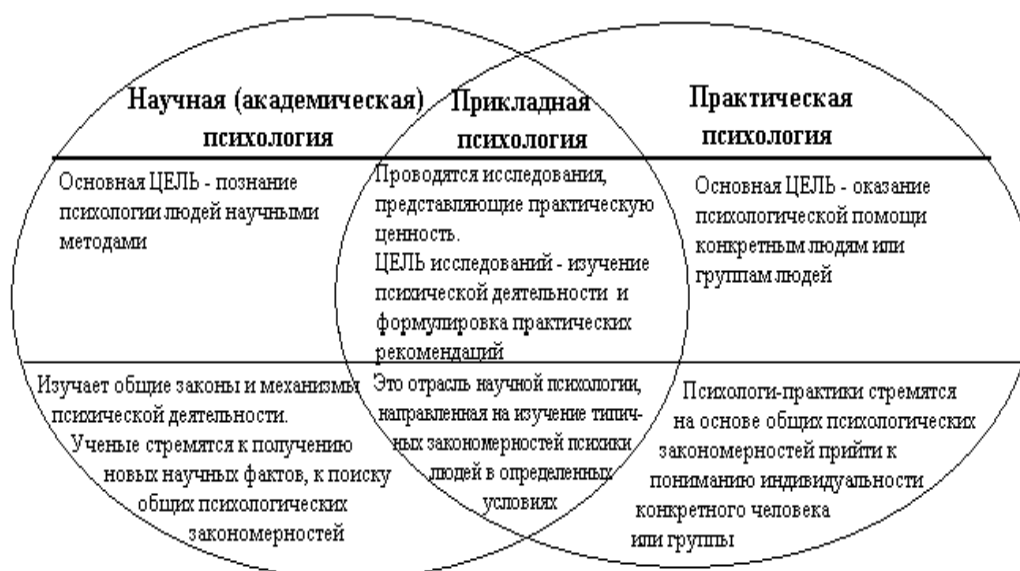 Научная (академическая)
психология
Основная ЦЕЛЬ - познание
психологии людей научными
методами
Изучает общие законы и механизмы
психической деятельности.
Ученые стремятся к получению
новых научных фактов, к поиску
общих психологических
закономерностей
Прикладная
психология
Проводятся исследования,
представляющие практическую
ценность.
ЦЕЛЬ исследований - изучение
психической деятельности и
формулировка практических
рекомендаций
Это отрасль научной психологии,
направленная на изучение типич-
ных закономерностей психики
людей в определенных
условиях
Практическая
психология
Основная ЦЕЛЬ - оказание
психологической помощи
конкретным людям или
группам людей
Психологи-практики стремятся
на основе общих психологических
закономерностей прийти к
пониманию индивидуальности
конкретного человека
или группы